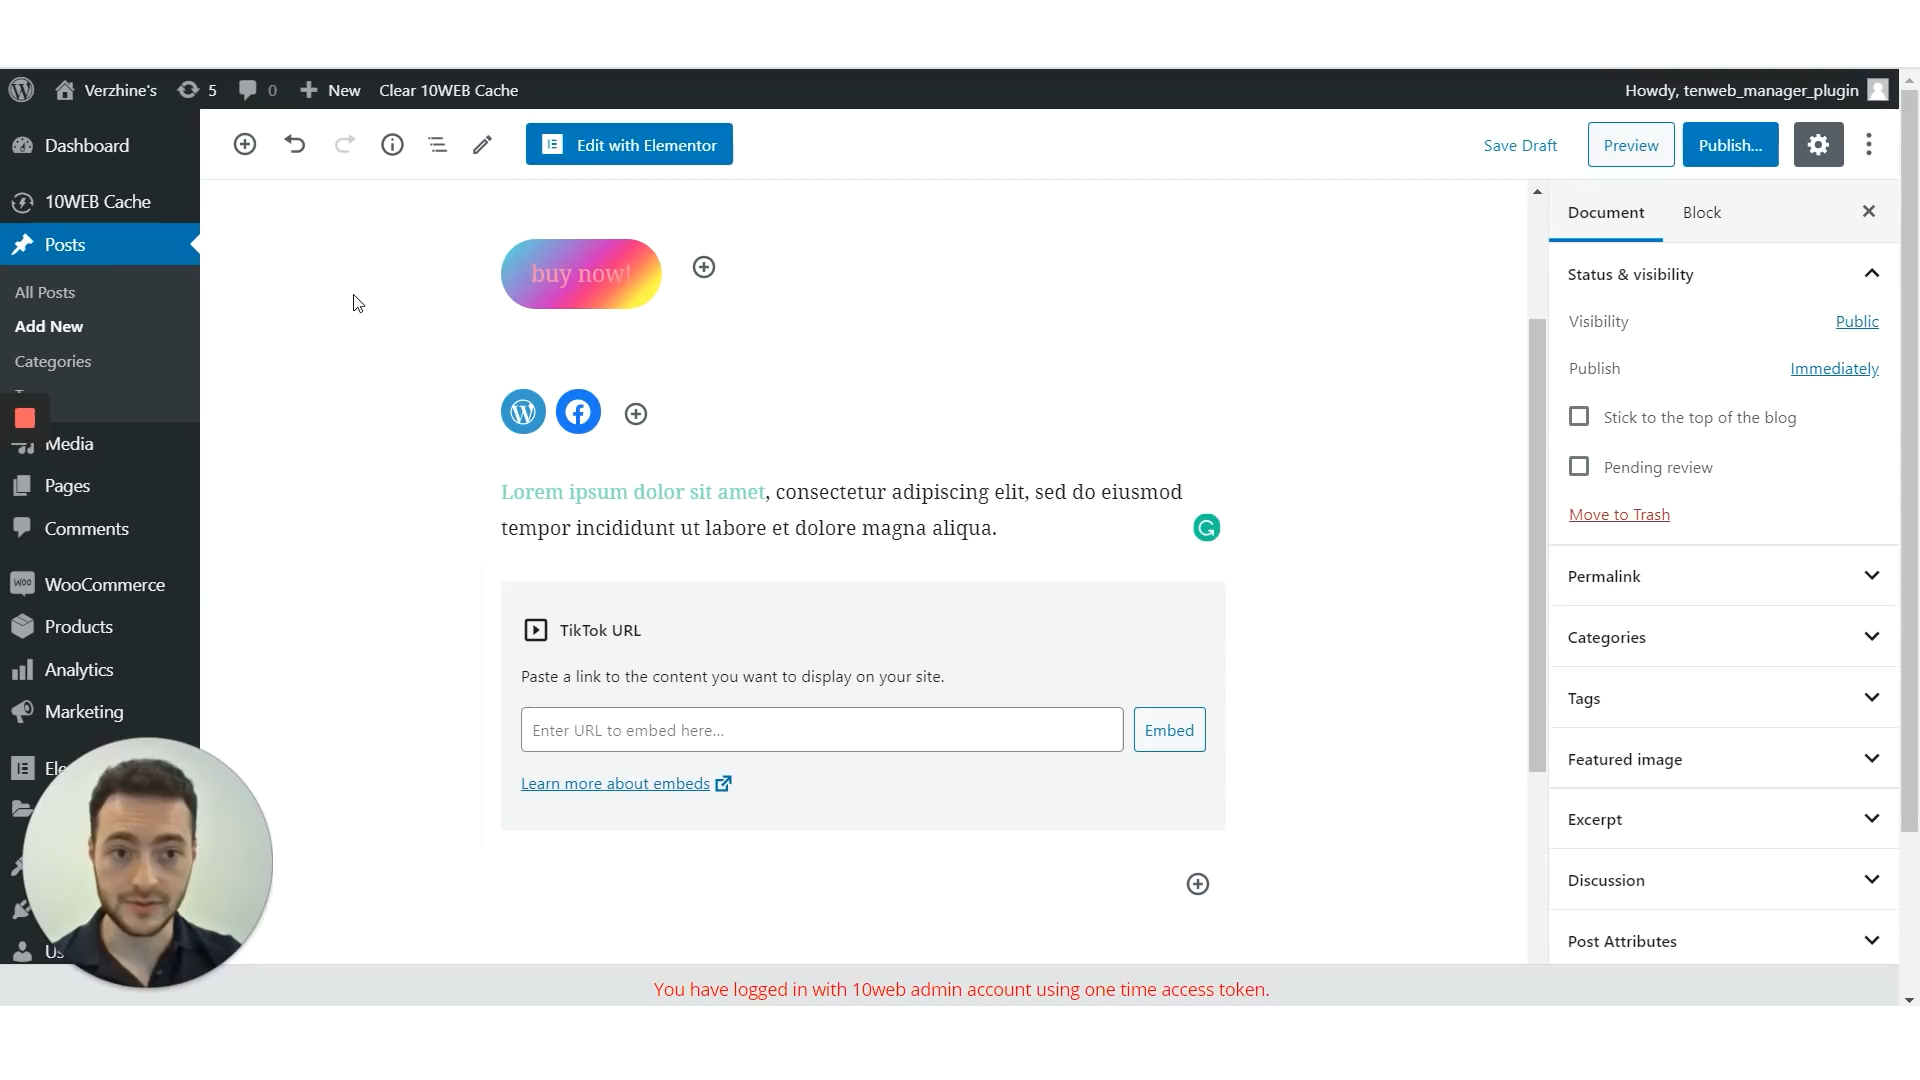 Verzhine's 5 0 New Clear 10WEB Cache Howdy, tenweb_manager_plugin
Dashboard
10WEB Cache
Posts
All Posts
Add New
Categories
Media
Pages
Comments
WooCommerce
Products
Analytics
Marketing
Ele
Us
Edit with Elementor Save Draft Preview Publish...
buy now!
Lorem ipsum dolor sit amet, consectetur adipiscing elit, sed do eiusmod
tempor incididunt ut labore et dolore magna aliqua.
TikTok URL
Paste a link to the content you want to display on your site.
Enter URL to embed here... Embed
Learn more about embeds
Document Block
Status & visibility
Visibility Public
Publish Immediately
Stick to the top of the blog
Pending review
Move to Trash
Permalink
Categories
Tags
Featured image
Excerpt
Discussion
Post Attributes
You have logged in with 10web admin account using one time access token.